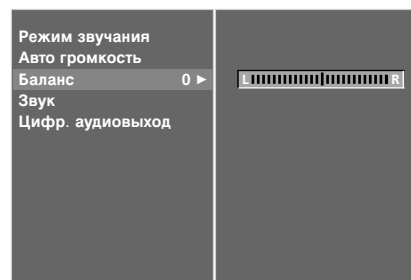 Режим звучания
Авто громкость
Баланс 0 ► L R
Звук
Цифр. аудиовыход